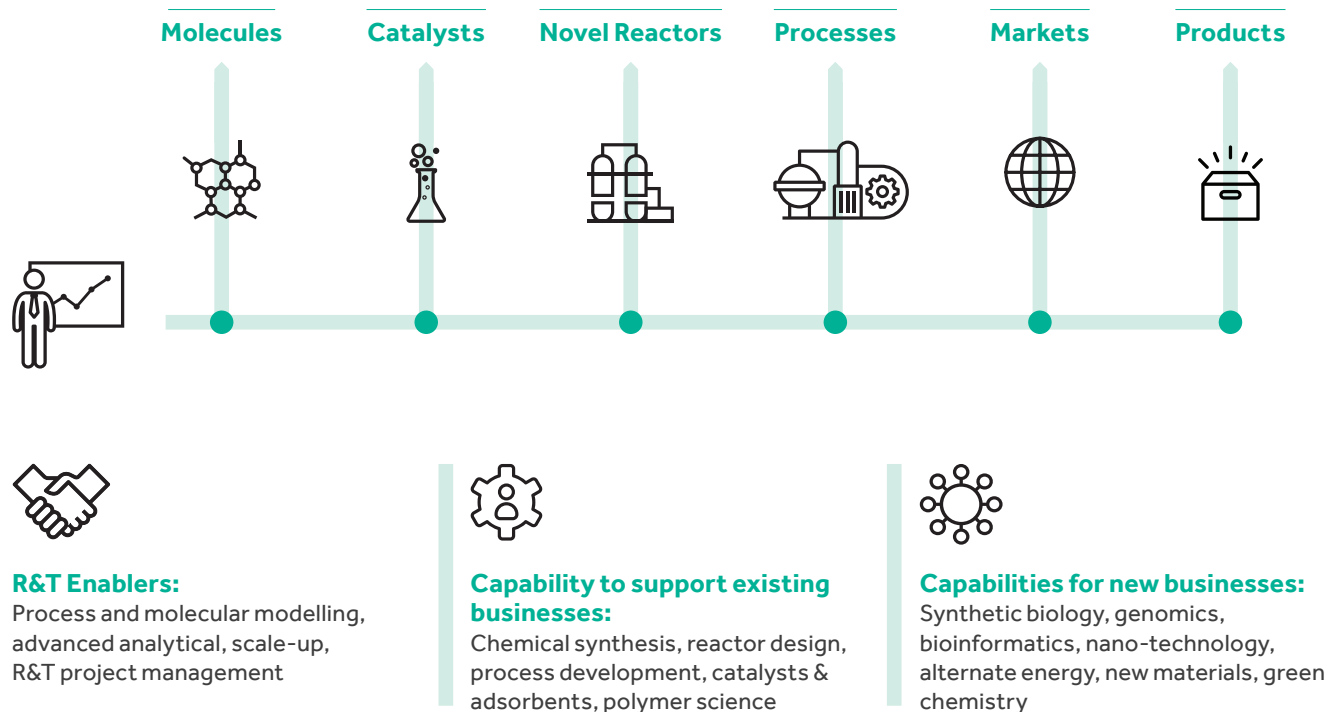 Molecules
Catalysts
Novel Reactors
Processes
Markets
Products
R&T Enablers:
Process and molecular modelling,
advanced analytical, scale-up,
R&T project management
Capability to support existing
businesses:
Chemical synthesis, reactor design,
process development, catalysts &
adsorbents, polymer science
Capabilities for new businesses:
Synthetic biology, genomics,
bioinformatics, nano-technology,
alternate energy, new materials, green
chemistry